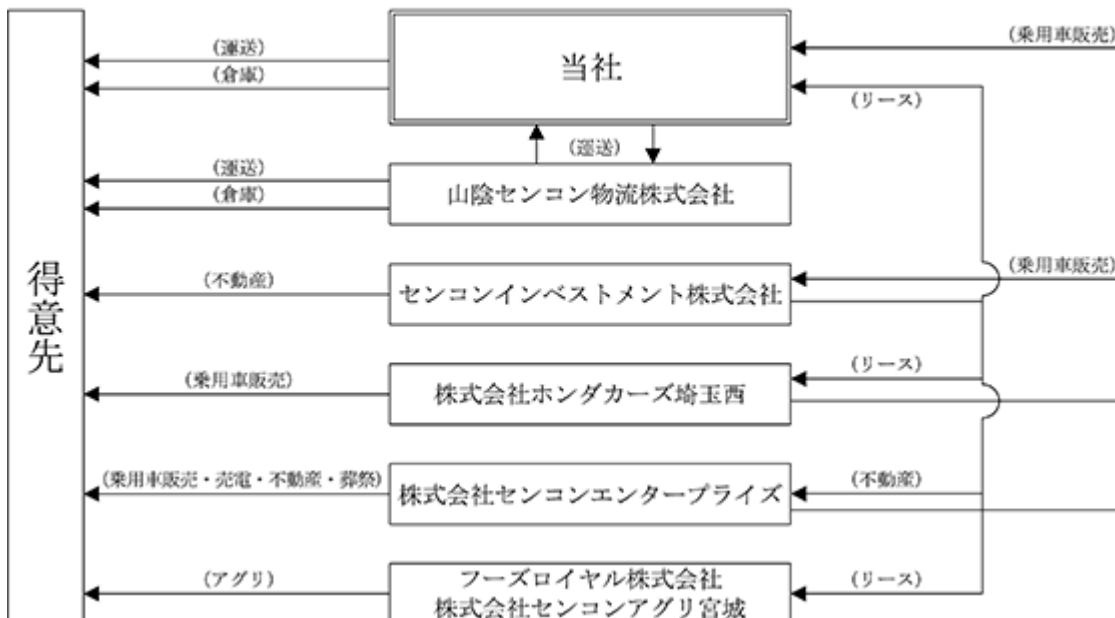 (乗用車販売)
(運送)
当社
(倉庫)
(リース)
(運送)
(運送)
山陰センコン物流株式会社
(倉庫)
得意先
(乗用車販売)
(不動産)
センコンインベストメント株式会社
(リース)
(乗用車販売)
株式会社ホンダカーズ埼玉西
(乗用車販売・売電・不動産・葬祭)
株式会社センコンエンタープライズ
(不動産)
(アグリ)
フーズロイヤル株式会社
株式会社センコンアグリ宮城
(リース)